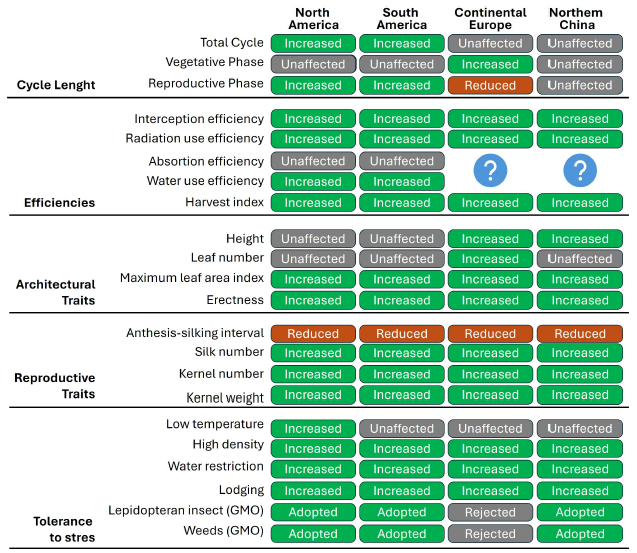 North America South America Continental Europe Northem China
Total Cycle Increased Increased Unaffected Unaffected
Vegetative Phase Unaffected Unaffected Increased Unaffected
Cycle Lenght Reproductive Phase Increased Increased Reduced Unaffected
Interception efficiency Increased Increased Increased Increased
Radiation use efficiency Increased Increased Increased Increased
Absortion efficiency Unaffected Unaffected ? ?
Water use efficiency Increased Increased
Efficiencies Harvest index Increased Increased Increased Increased
Height Unaffected Unaffected Increased Increased
Leaf number Unaffected Unaffected Increased Unaffected
Architectural Traits Maximum leaf area index Increased Increased Increased Increased
Erectness Increased Increased Increased Increased
Anthesis-silking interval Reduced Reduced Reduced Reduced
Silk number Increased Increased Increased Increased
Reproductive Traits Kernel number Increased Increased Increased Increased
Kernel weight Increased Increased Increased Increased
Low temperature Increased Unaffected Unaffected Unaffected
High density Increased Increased Increased Increased
Water restriction Increased Increased Increased Increased
Lodging Increased Increased Increased Increased
Tolerance to stres Lepidopteran insect (GMO) Adopted Adopted Rejected Adopted
Weeds (GMO) Adopted Adopted Rejected Adopted